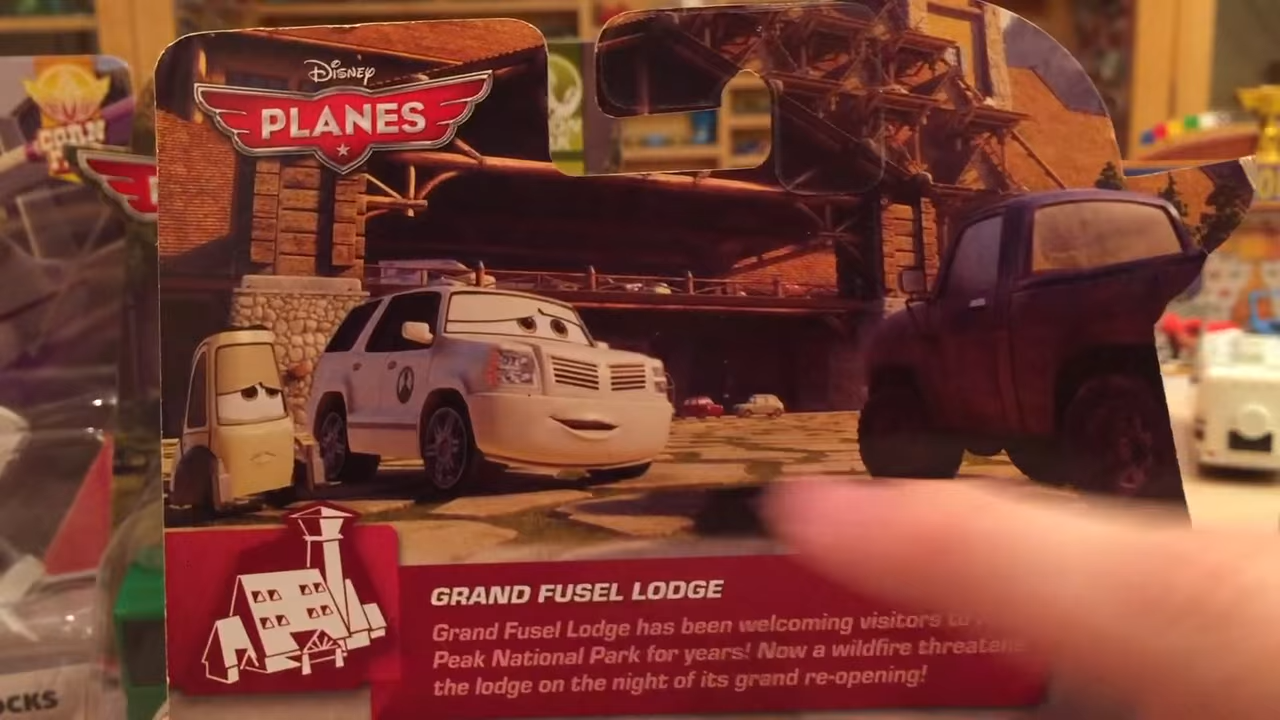 DISNEY
PLANES
GRAND FUSEL LODGE
Grand Fusel Lodge has been welcoming visitors to
Peak National Park for years! Now a wildfire threatens
the lodge on the night of its grand re-opening!